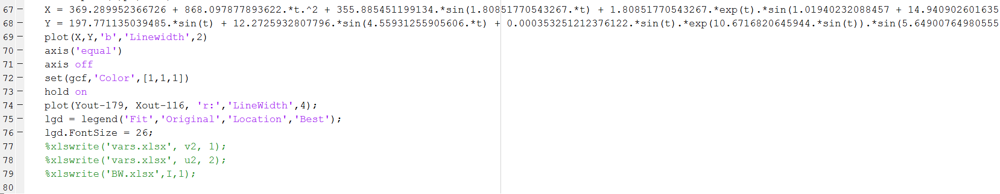 67 – X = 369.289952366726 + 868.097877893622.*t.^2 + 355.885451199134.*sin(1.80851770543267.*t) + 1.80851770543267.*exp(t).*sin(1.01940232088457 + 14.940902601635
68 – Y = 197.771135039485.*sin(t) + 12.2725932807796.*sin(4.55931255905606.*t) + 0.000353251212376122.*sin(t).*exp(10.6716820645944.*sin(t)).*sin(5.64900764980555
69 – plot(X,Y,'b','Linewidth',2)
70 – axis('equal')
71 – axis off
72 – set(gcf,'Color',[1,1,1])
73 – hold on
74 – plot(Yout-179, Xout-116, 'r:','LineWidth',4);
75 – lgd = legend('Fit','Original','Location','Best');
76 – lgd.FontSize = 26;
77 %xlswrite('vars.xlsx', v2, 1);
78 %xlswrite('vars.xlsx', u2, 2);
79 %xlswrite('BW.xlsx',I,1);
80